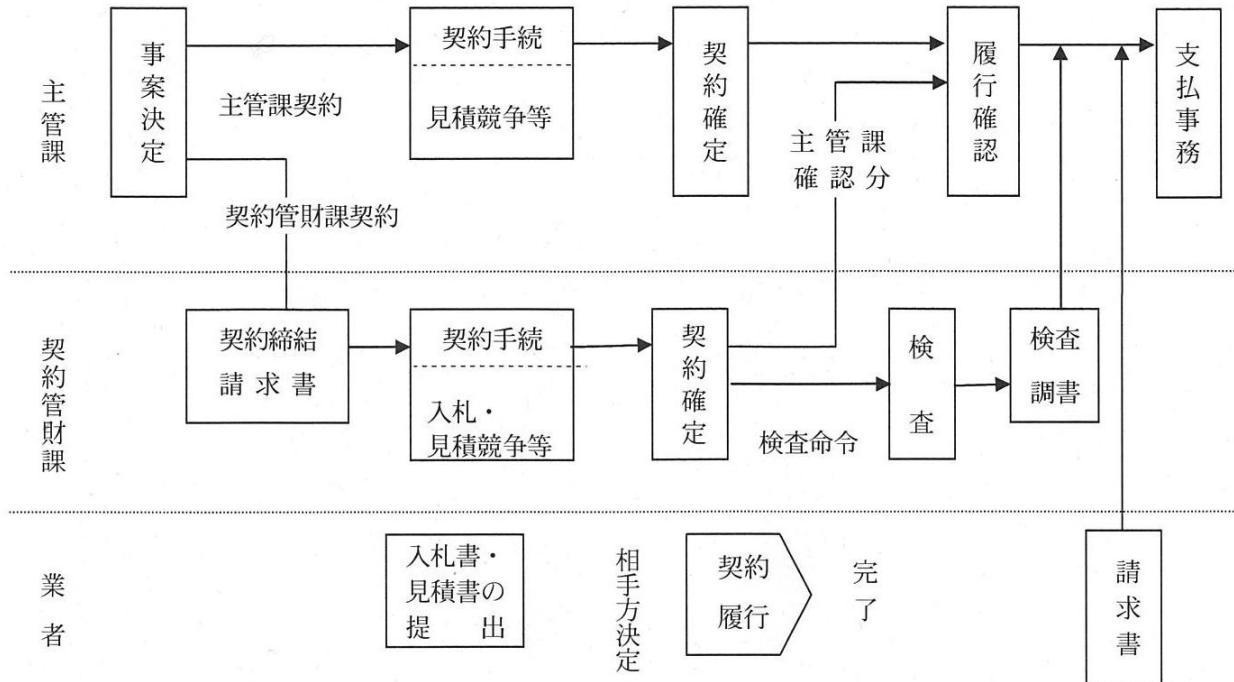 主管課
事案決定
主管課契約
契約管財課契約
契約手続
見積競争等
契約確定
主管課
確認分
履行確認
支払事務
契約管財課
契約締結
請求書
契約手続
入札・
見積競争等
契約確定
検査命令
検査
検査
調書
業者
入札書・
見積書の
提出
相手方決定
契約
履行
完了
請求書